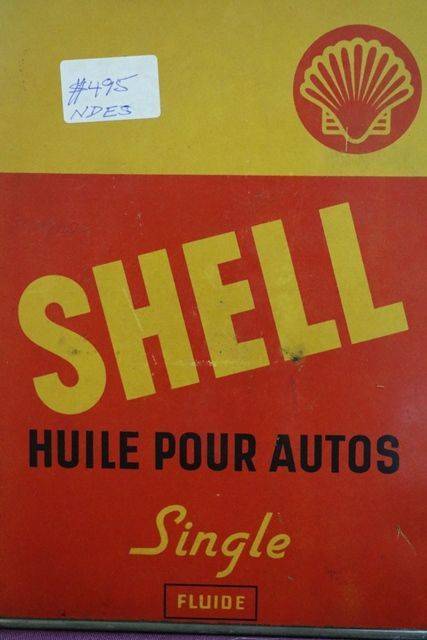 #495
NDES
SHELL
HUILE POUR AUTOS
Single
FLUIDE